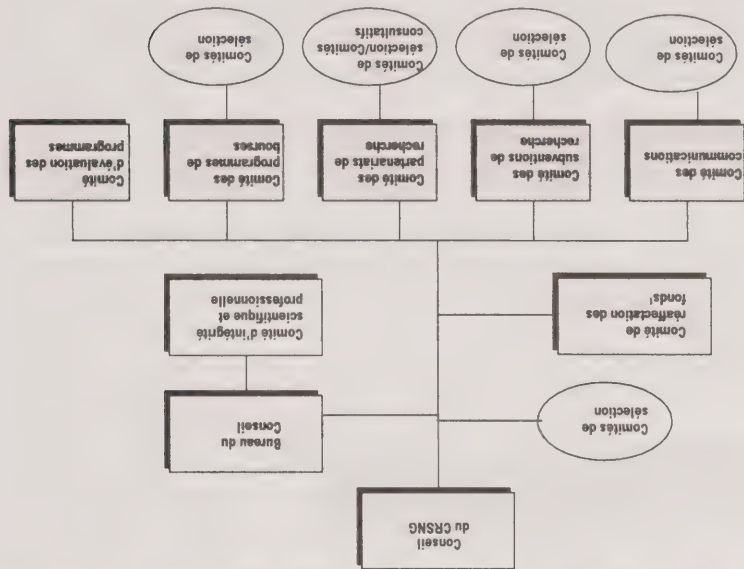 Conseil
du CRSNG
Comités de
sélection
Bureau du
Conseil
Comité de
réaffectation des
fonds¹
Comité d'intégrité
scientifique et
professionnelle
Comité des
communications
Comité des
subventions de
recherche
Comité des
partenariats de
recherche
Comité des
programmes de
bourses
Comité
d'évaluation des
programmes
Comités de
sélection
Comités de
sélection
Comités de
sélection/Comités
consultatifs
Comités de
sélection